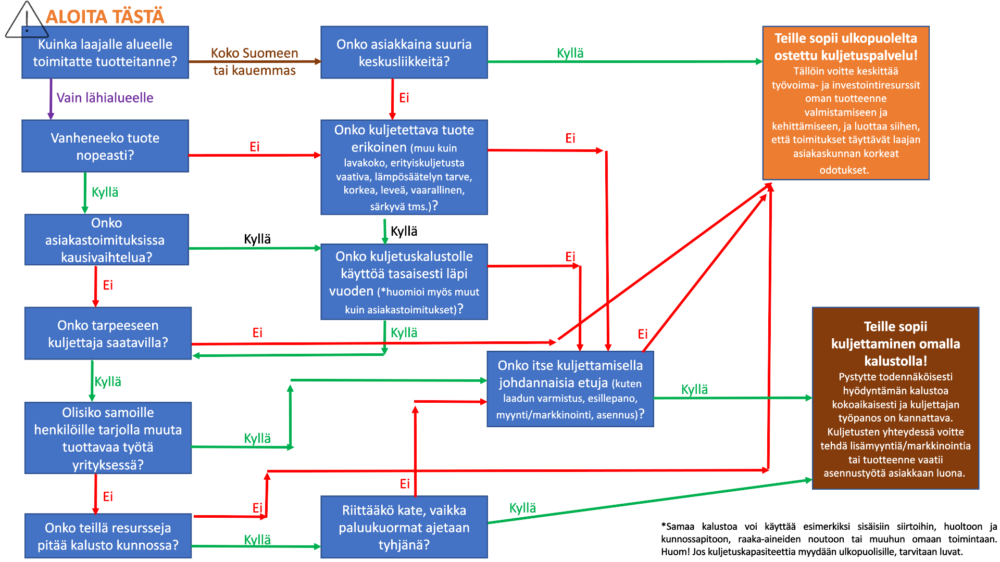 ALOITA TÄSTÄ
Kuinka laajalle alueelle
toimitatte tuotteitanne?
Koko Suomeen
tai kauemmas
Onko asiakkaina suuria
keskusliikkeitä?
Kyllä
Teille sopii ulkopuolelta
ostettu kuljetuspalvelu!
Tällöin voitte keskittää
työvoima- ja investointiresurssit
oman tuotteenne
valmistamiseen ja
kehittämiseen, ja luottaa siihen,
että toimitukset täyttävät laajan
asiakaskunnan korkeat
odotukset.
Vain lähialueelle
Ei
Vanheneeko tuote
nopeasti?
Ei
Onko kuljetettava tuote
erikoinen (muu kuin
lavakoko, erityiskuljetusta
vaativa, lämpösäätelyn tarve,
korkea, leveä, vaarallinen,
särkyvä tms.)?
Ei
Kyllä
Onko
asiakastoimituksissa
kausivaihtelua?
Kyllä
Kyllä
Onko kuljetuskalustolle
käyttöä tasaisesti läpi
vuoden (*huomioi myös muut
kuin asiakastoimitukset)?
Ei
Ei
Onko tarpeeseen
kuljettaja saatavilla?
Ei
Kyllä
Ei
Teille sopii
kuljettaminen omalla
kalustolla!
Pystytte todennäköisesti
hyödyntämän kalustoa
kokoaikaisesti ja kuljettajan
työpanos on kannattava.
Kuljetusten yhteydessä voitte
tehdä lisämyyntiä/markkinointia
tai tuotteenne vaatii
asennustyötä asiakkaan luona.
Kyllä
Onko itse kuljettamisella
johdannaisia etuja (kuten
laadun varmistus, esillepano,
myynti/markkinointi, asennus)?
Kyllä
Olisiko samoille
henkilöille tarjolla muuta
tuottavaa työtä
yrityksessä?
Kyllä
Ei
Ei
Ei
Onko teillä resursseja
pitää kalusto kunnossa?
Kyllä
Riittääkö kate, vaikka
paluukuormat ajetaan
tyhjänä?
Kyllä
*Samaa kalustoa voi käyttää esimerkiksi sisäisiin siirtoihin, huoltoon ja
kunnossapitoon, raaka-aineiden noutoon tai muuhun omaan toimintaan.
Huom! Jos kuljetuskapasiteettia myydään ulkopuolisille, tarvitaan luvat.